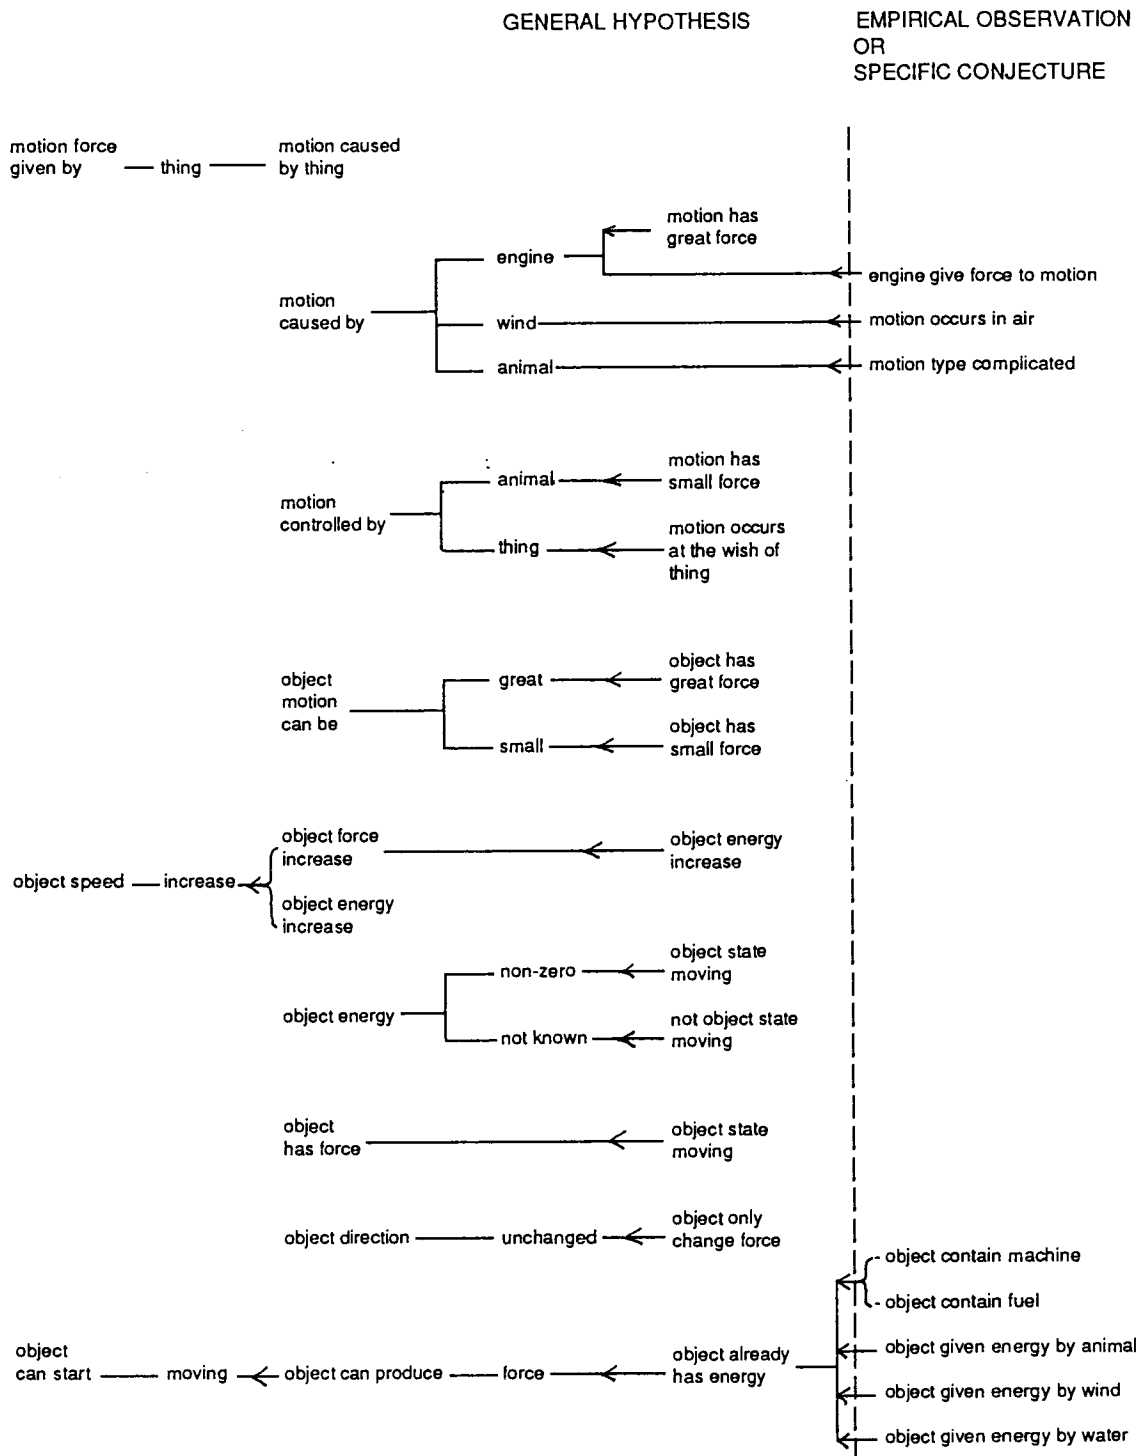 GENERAL HYPOTHESIS
EMPIRICAL OBSERVATION
OR
SPECIFIC CONJECTURE
motion force
given by
thing
motion caused
by thing
motion
caused by
engine
motion has
great force
engine give force to motion
wind
motion occurs in air
animal
motion type complicated
motion
controlled by
animal
motion has
small force
thing
motion occurs
at the wish of
thing
object
motion
can be
great
object has
great force
small
object has
small force
object speed
increase
object force
increase
object energy
increase
object energy
increase
object energy
non-zero
object state
moving
not known
not object state
moving
object
has force
object state
moving
object direction
unchanged
object only
change force
object
can start
moving
object can produce
force
object already
has energy
object contain machine
object contain fuel
object given energy by animal
object given energy by wind
object given energy by water